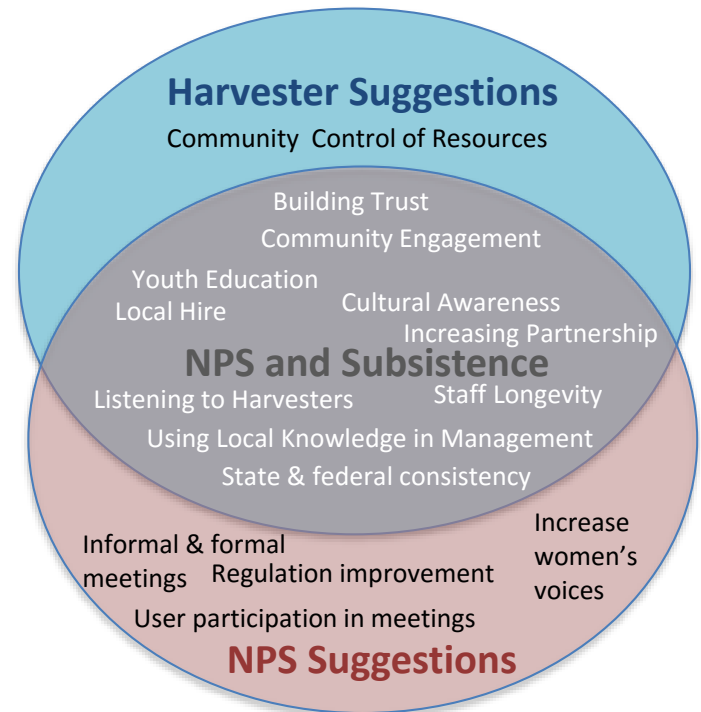 Harvester Suggestions
Community Control of Resources
Building Trust
Community Engagement
Youth Education
Local Hire
Cultural Awareness
Increasing Partnership
NPS and Subsistence
Listening to Harvesters
Staff Longevity
Using Local Knowledge in Management
State & federal consistency
Informal & formal
meetings
Regulation improvement
Increase
women's
voices
User participation in meetings
NPS Suggestions